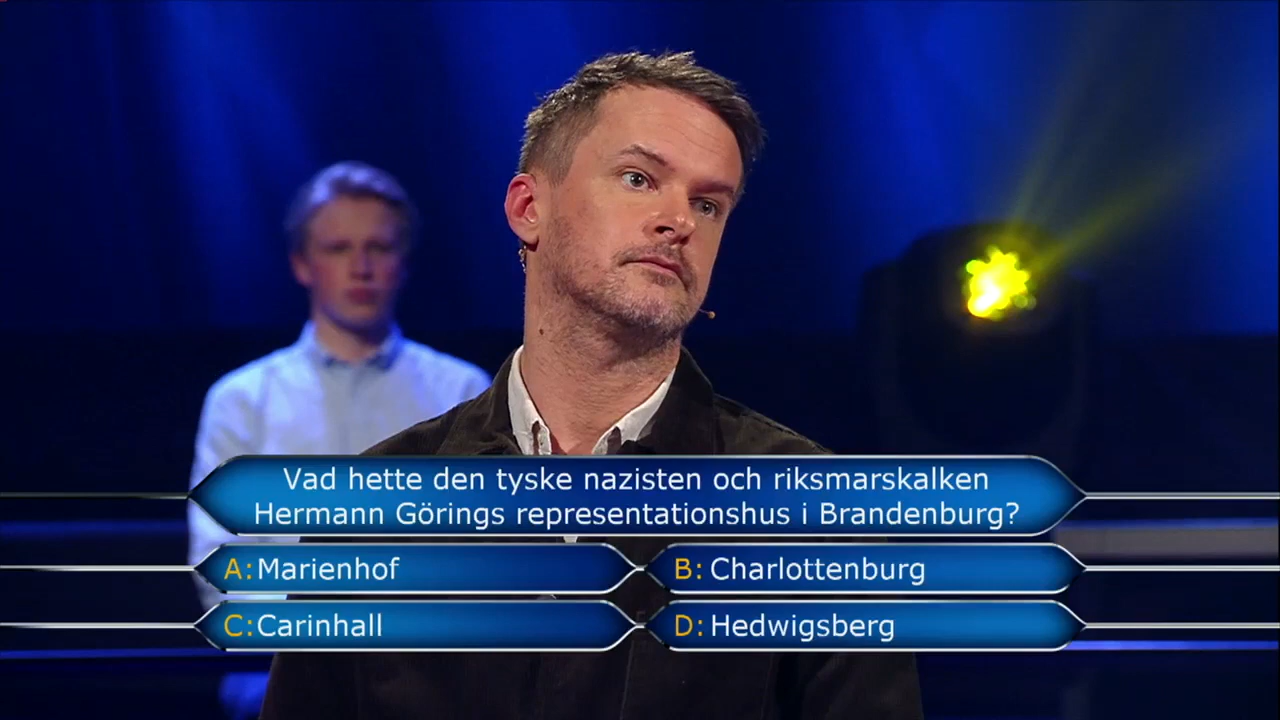 Vad hette den tyske nazisten och riksmarskalken
Hermann Görings representationshus i Brandenburg?
A: Marienhof
B: Charlottenburg
C: Carinhall
D: Hedwigsberg